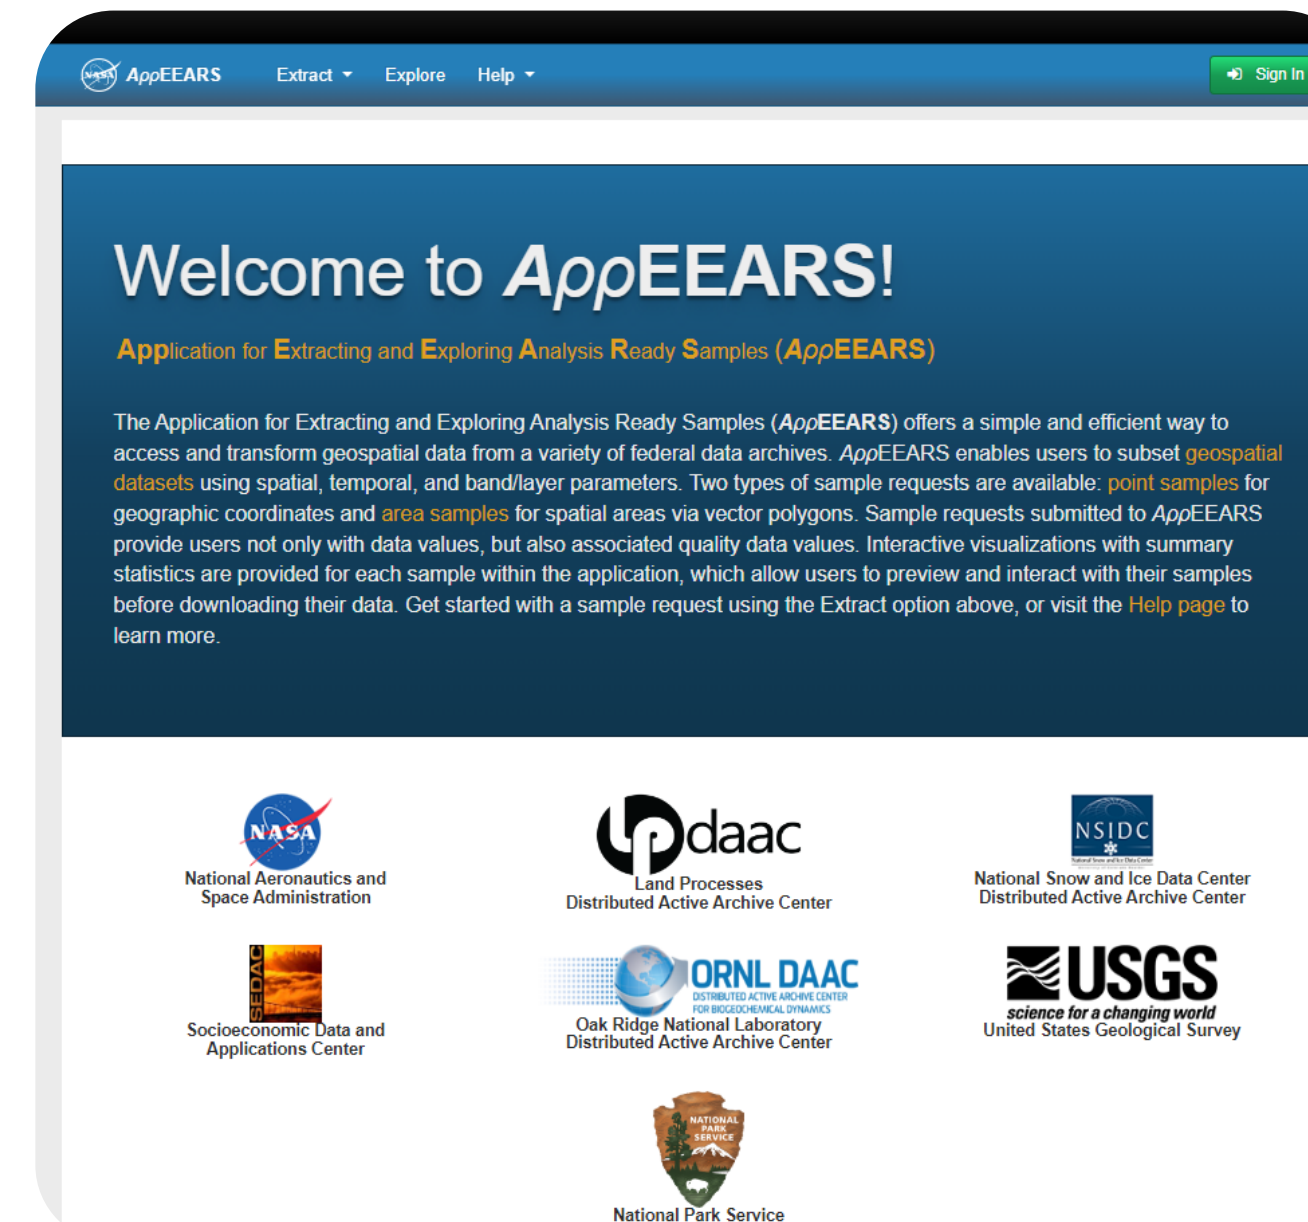 NASA AppEEARS Extract Explore Help Sign In
Welcome to AppEEARS!
Application for Extracting and Exploring Analysis Ready Samples (AppEEARS)
The Application for Extracting and Exploring Analysis Ready Samples (AppEEARS) offers a simple and efficient way to
access and transform geospatial data from a variety of federal data archives. AppEEARS enables users to subset geospatial
datasets using spatial, temporal, and band/layer parameters. Two types of sample requests are available: point samples for
geographic coordinates and area samples for spatial areas via vector polygons. Sample requests submitted to AppEEARS
provide users not only with data values, but also associated quality data values. Interactive visualizations with summary
statistics are provided for each sample within the application, which allow users to preview and interact with their samples
before downloading their data. Get started with a sample request using the Extract option above, or visit the Help page to
learn more.
NASA
National Aeronautics and
Space Administration
lpdaac
Land Processes
Distributed Active Archive Center
NSIDC
National Snow and Ice Data Center
National Snow and Ice Data Center
Distributed Active Archive Center
SEDAC
Socioeconomic Data and
Applications Center
ORNL DAAC
DISTRIBUTED ACTIVE ARCHIVE CENTER
FOR BIOGEOCHEMICAL DYNAMICS
Oak Ridge National Laboratory
Distributed Active Archive Center
USGS
science for a changing world
United States Geological Survey
NATIONAL
PARK
SERVICE
National Park Service